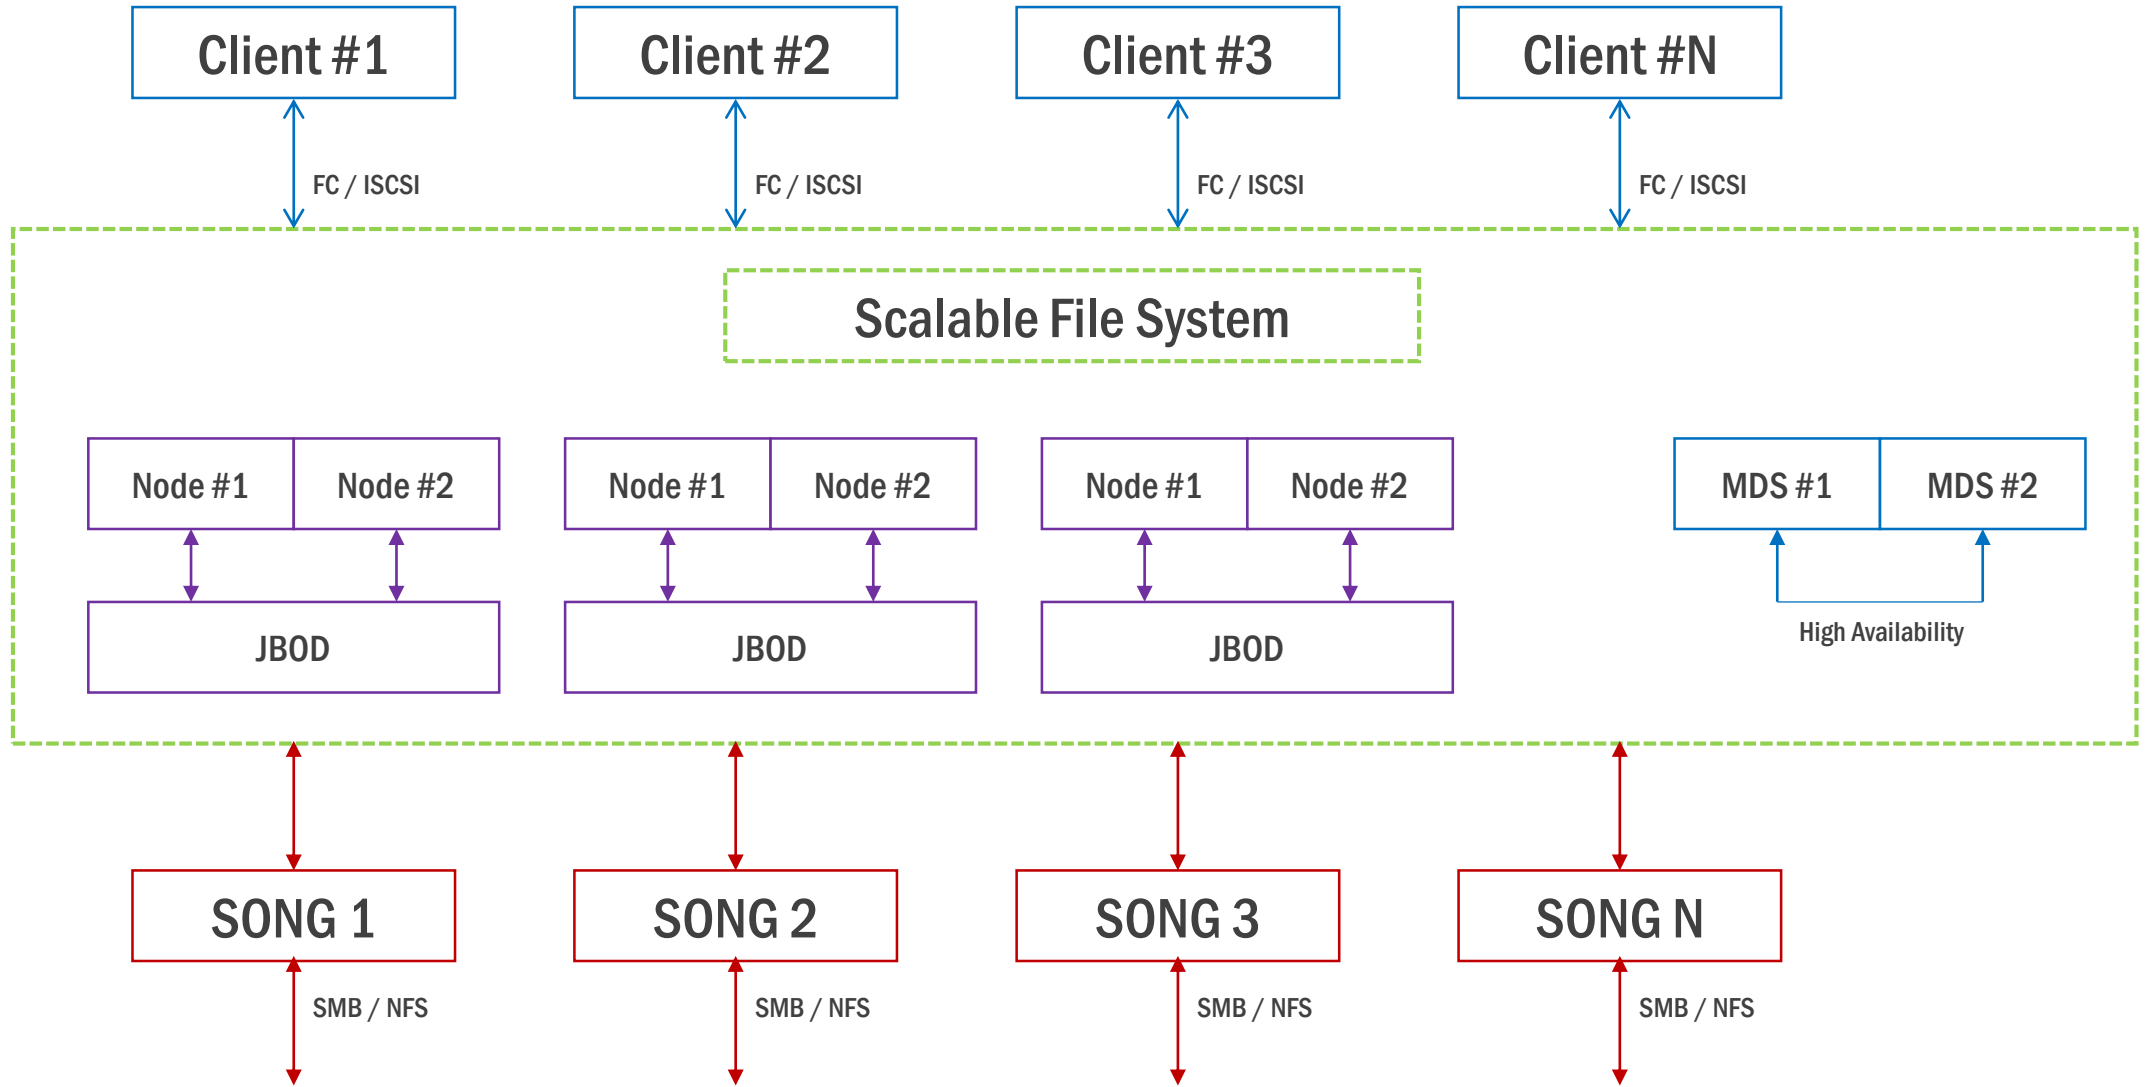 Client #1
Client #2
Client #3
Client #N
FC / ISCSI
FC / ISCSI
FC / ISCSI
FC / ISCSI
Scalable File System
Node #1
Node #2
Node #1
Node #2
Node #1
Node #2
MDS #1
MDS #2
JBOD
JBOD
JBOD
High Availability
SONG 1
SONG 2
SONG 3
SONG N
SMB / NFS
SMB / NFS
SMB / NFS
SMB / NFS